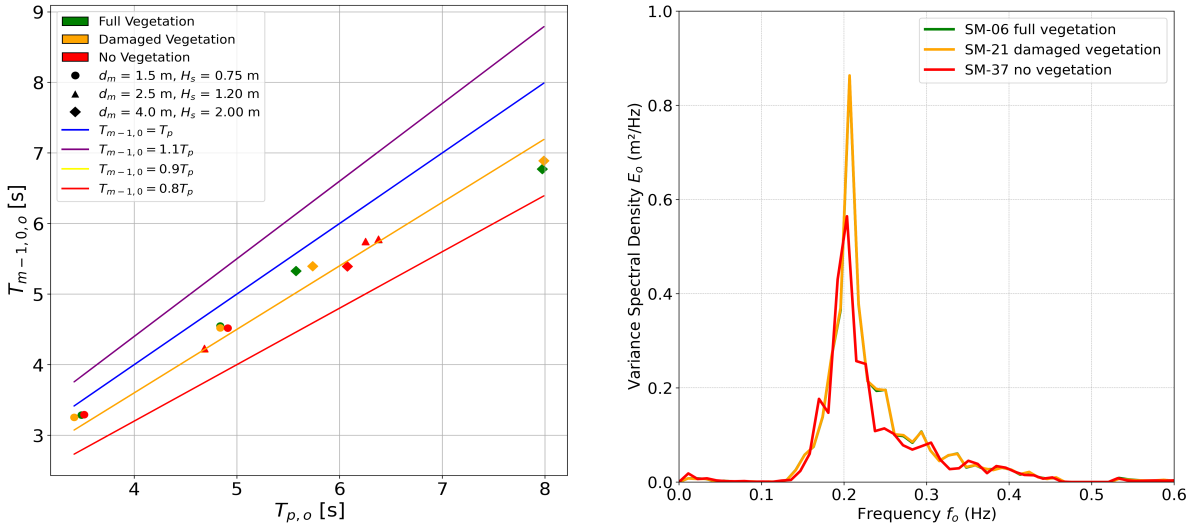 9
8
7
6
5
4
3
T_{m−1,0,o} [s]
Full Vegetation
Damaged Vegetation
No Vegetation
d_m = 1.5 m, H_s = 0.75 m
d_m = 2.5 m, H_s = 1.20 m
d_m = 4.0 m, H_s = 2.00 m
T_{m−1,0} = T_p
T_{m−1,0} = 1.1T_p
T_{m−1,0} = 0.9T_p
T_{m−1,0} = 0.8T_p
4 5 6 7 8
T_{p,o} [s]
1.0
0.8
0.6
0.4
0.2
0.0
Variance Spectral Density E_o (m²/Hz)
SM-06 full vegetation
SM-21 damaged vegetation
SM-37 no vegetation
0.0 0.1 0.2 0.3 0.4 0.5 0.6
Frequency f_o (Hz)